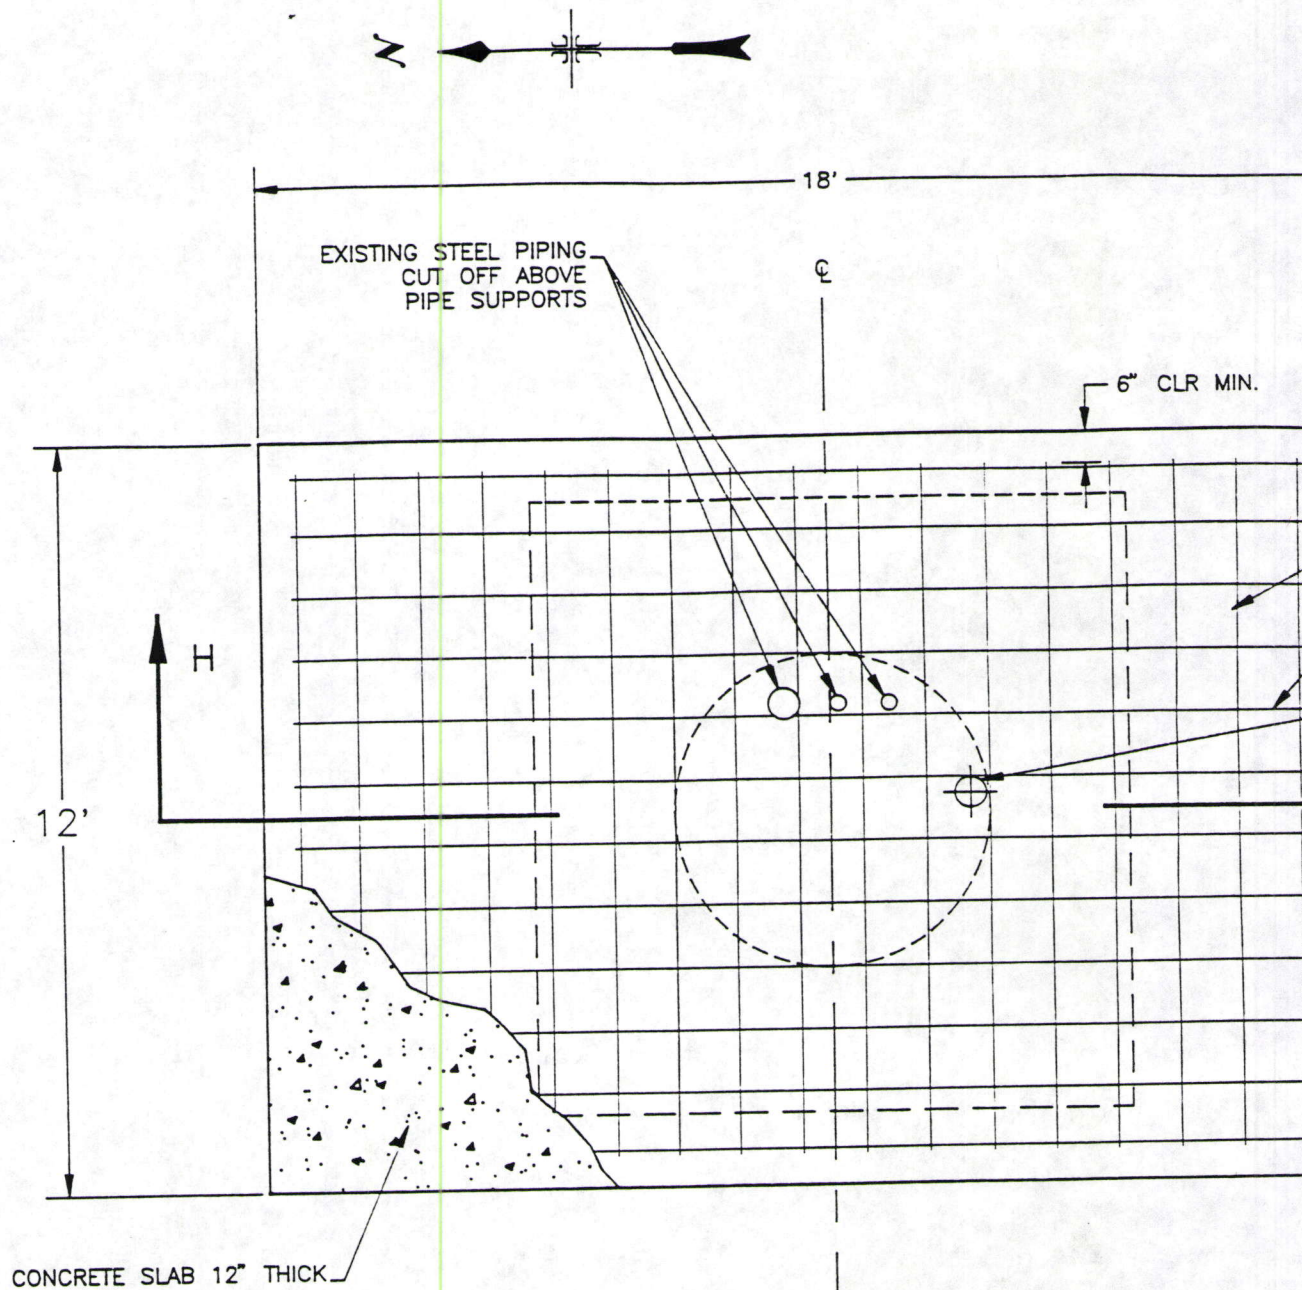 N
18'
EXISTING STEEL PIPING
CUT OFF ABOVE
PIPE SUPPORTS
℄
6" CLR MIN.
H
12'
CONCRETE SLAB 12" THICK